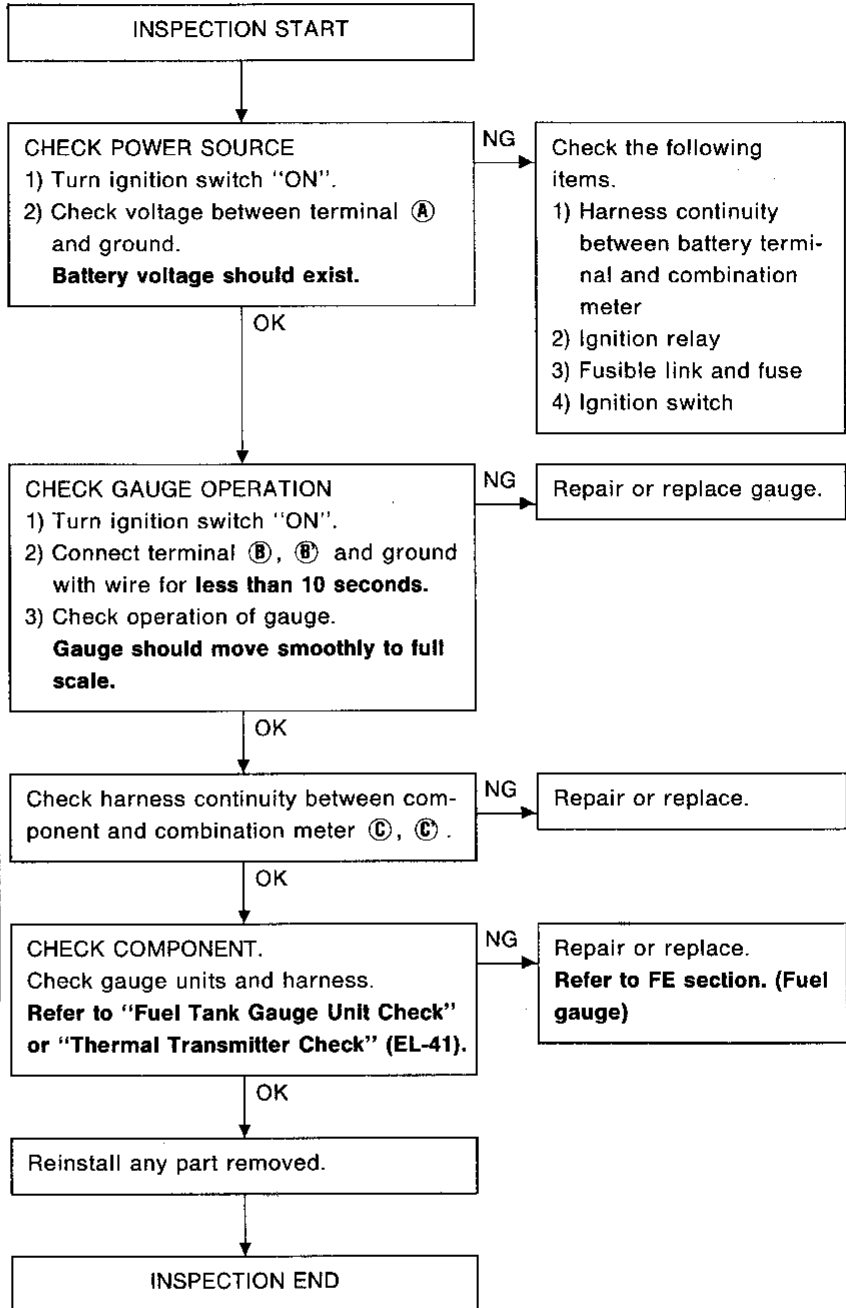 INSPECTION START
CHECK POWER SOURCE
1) Turn ignition switch “ON”.
2) Check voltage between terminal Ⓐ
and ground.
Battery voltage should exist.
NG
Check the following
items.
1) Harness continuity
between battery termi-
nal and combination
meter
2) Ignition relay
3) Fusible link and fuse
4) Ignition switch
OK
CHECK GAUGE OPERATION
1) Turn ignition switch “ON”.
2) Connect terminal Ⓑ, Ⓑ' and ground
with wire for less than 10 seconds.
3) Check operation of gauge.
Gauge should move smoothly to full
scale.
NG
Repair or replace gauge.
OK
Check harness continuity between com-
ponent and combination meter Ⓒ, Ⓒ'.
NG
Repair or replace.
OK
CHECK COMPONENT.
Check gauge units and harness.
Refer to “Fuel Tank Gauge Unit Check”
or “Thermal Transmitter Check” (EL-41).
NG
Repair or replace.
Refer to FE section. (Fuel
gauge)
OK
Reinstall any part removed.
INSPECTION END